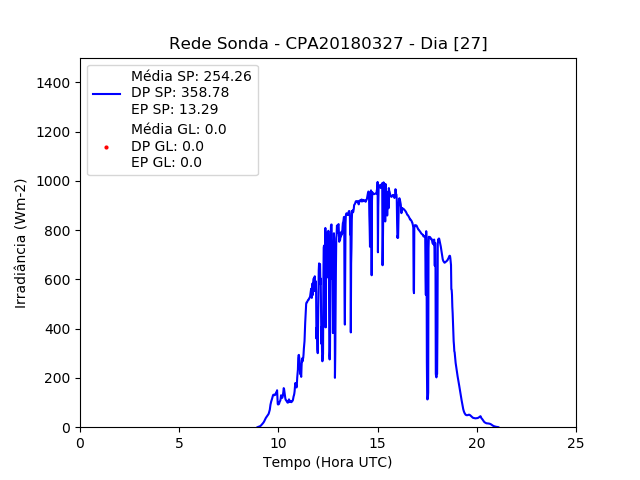 Rede Sonda - CPA20180327 - Dia [27]
Média SP: 254.26
DP SP: 358.78
EP SP: 13.29
Média GL: 0.0
DP GL: 0.0
EP GL: 0.0
Irradiância (Wm-2)
1400
1200
1000
800
600
400
200
0
0 5 10 15 20 25
Tempo (Hora UTC)